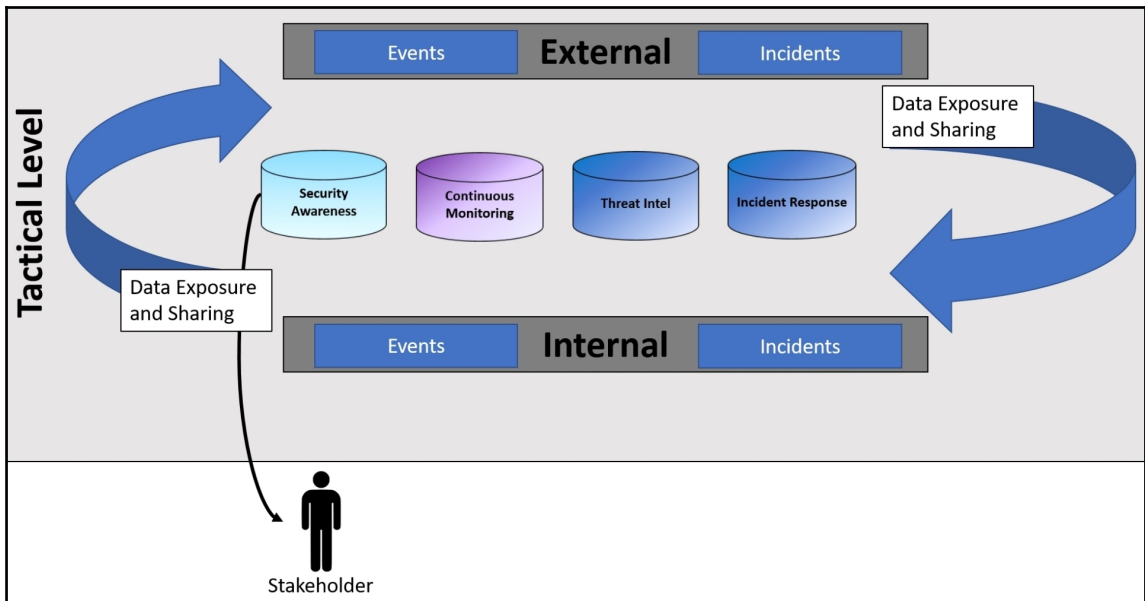 Tactical Level
Events
External
Incidents
Data Exposure
and Sharing
Security
Awareness
Continuous
Monitoring
Threat Intel
Incident Response
Data Exposure
and Sharing
Events
Internal
Incidents
Stakeholder